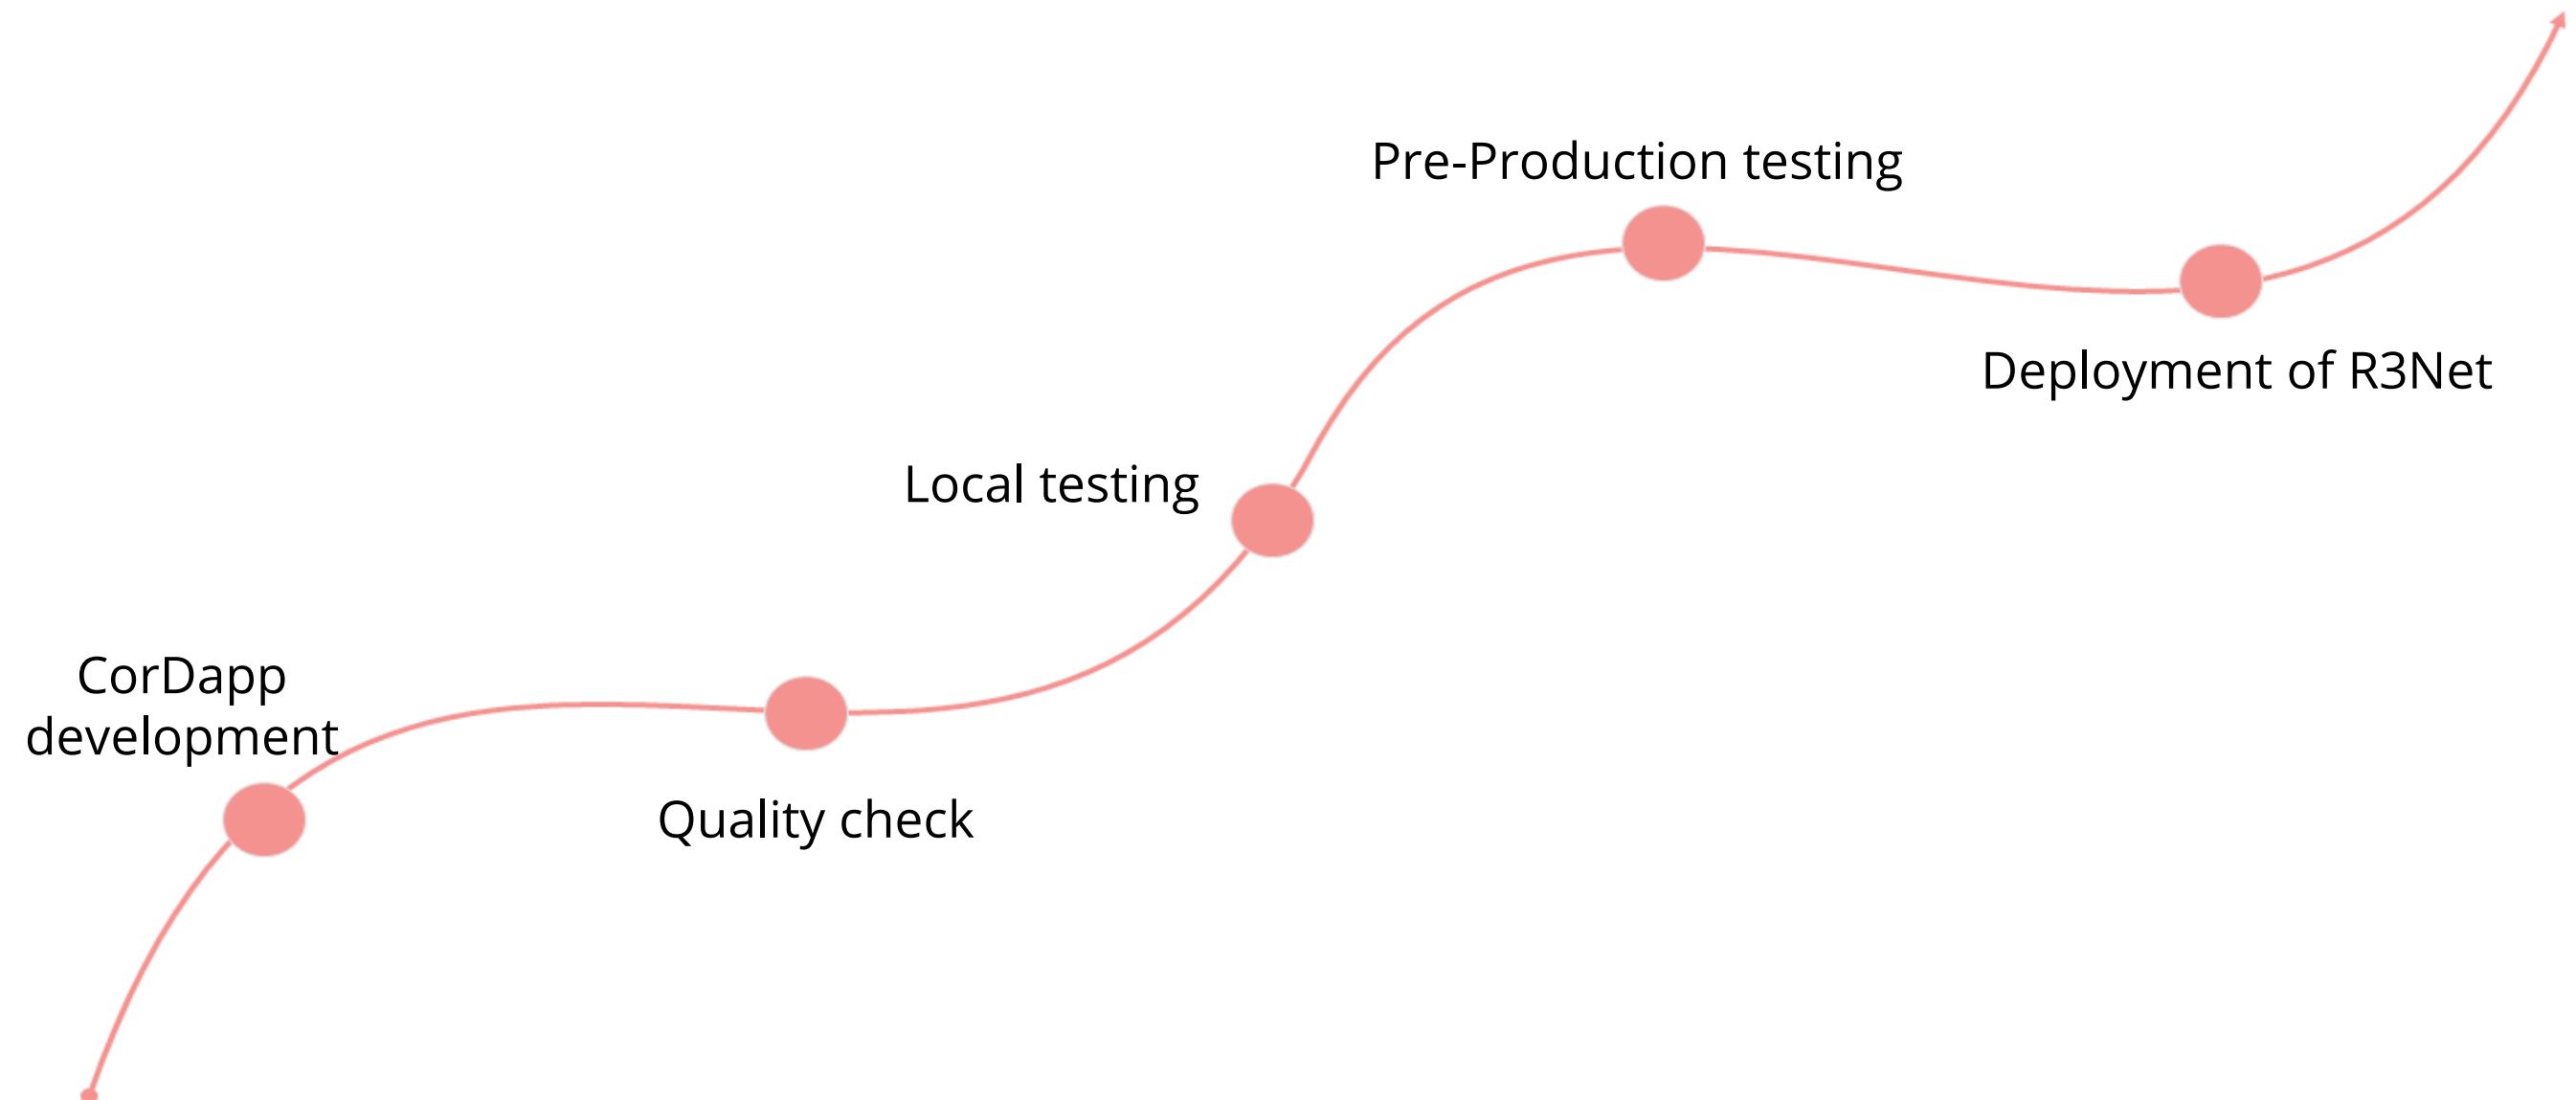 Pre-Production testing
Deployment of R3Net
Local testing
CorDapp
development
Quality check